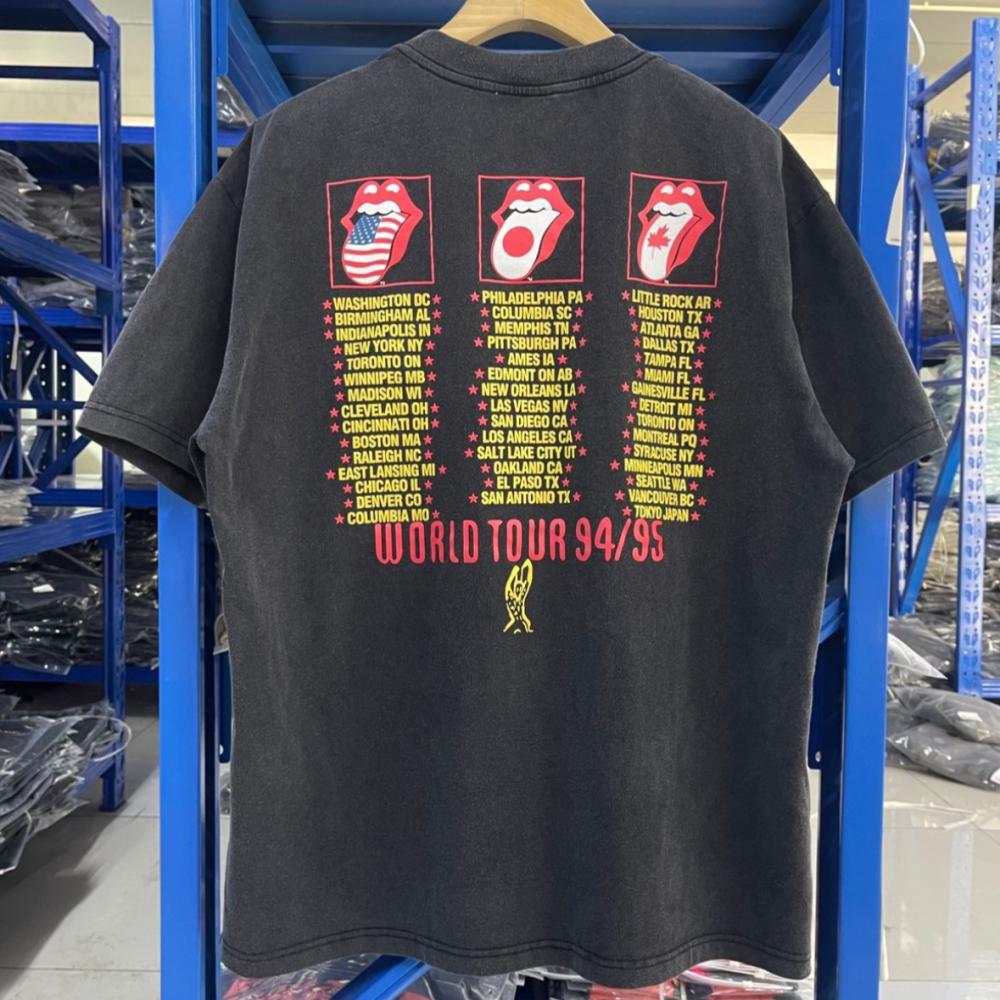 ★WASHINGTON DC★
★BIRMINGHAM AL★
★INDIANAPOLIS IN★
★NEW YORK NY★
★TORONTO ON★
★WINNIPEG MB★
★MADISON WI★
★CLEVELAND OH★
★CINCINNATI OH★
★BOSTON MA★
★RALEIGH NC★
★EAST LANSING MI★
★CHICAGO IL★
★DENVER CO★
★COLUMBIA MO★
★PHILADELPHIA PA★
★COLUMBIA SC★
★MEMPHIS TN★
★PITTSBURGH PA★
★AMES IA★
★EDMONT ON AB★
★NEW ORLEANS LA★
★LAS VEGAS NV★
★SAN DIEGO CA★
★LOS ANGELES CA★
★SALT LAKE CITY UT★
★OAKLAND CA★
★EL PASO TX★
★SAN ANTONIO TX★
★LITTLE ROCK AR★
★HOUSTON TX★
★ATLANTA GA★
★DALLAS TX★
★TAMPA FL★
★MIAMI FL★
★GAINESVILLE FL★
★DETROIT MI★
★TORONTO ON★
★MONTREAL PQ★
★SYRACUSE NY★
★MINNEAPOLIS MN★
★SEATTLE WA★
★VANCOUVER BC★
★TOKYO JAPAN★
WORLD TOUR 94/95